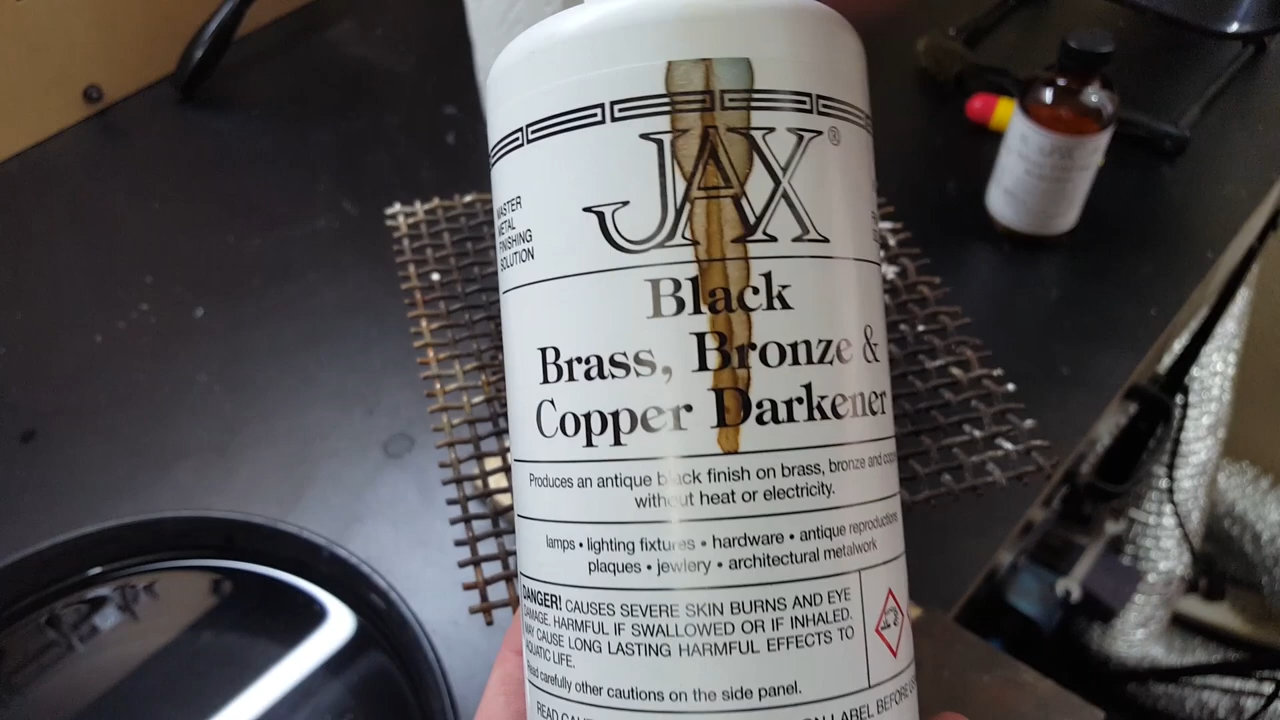 JAX®
MASTER
METAL
FINISHING
SOLUTION
Black
Brass, Bronze &
Copper Darkener
Produces an antique black finish on brass, bronze and
without heat or electricity.
lamps • lighting fixtures • hardware • antique reproductions
plaques • jewlery • architectural metalwork
DANGER! CAUSES SEVERE SKIN BURNS AND EYE
DAMAGE. HARMFUL IF SWALLOWED OR IF INHALED.
MAY CAUSE LONG LASTING HARMFUL EFFECTS TO
AQUATIC LIFE.
Read carefully other cautions on the side panel.
READ LABEL BEFORE